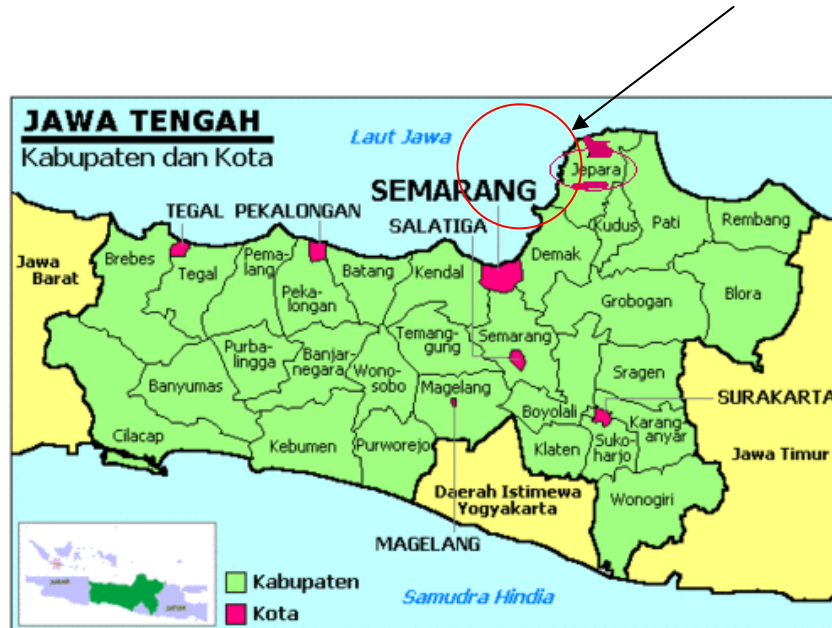 JAWA TENGAH
Kabupaten dan Kota
Laut Jawa
SEMARANG
TEGAL
PEKALONGAN
SALATIGA
Jepara
Kudus
Pati
Rembang
Jawa
Barat
Brebes
Tegal
Pema-
lang
Peka-
longan
Batang
Kendal
Demak
Grobogan
Blora
Purba-
lingga
Banjar-
negara
Wono-
sobo
Temang-
gung
Semarang
Banyumas
Magelang
Sragen
SURAKARTA
Boyolali
Karang-
anyar
Cilacap
Kebumen
Purworejo
Klaten
Suko-
harjo
Jawa Timur
Daerah Istimewa
Yogyakarta
Wonogiri
MAGELANG
Kabupaten
Kota
Samudra Hindia